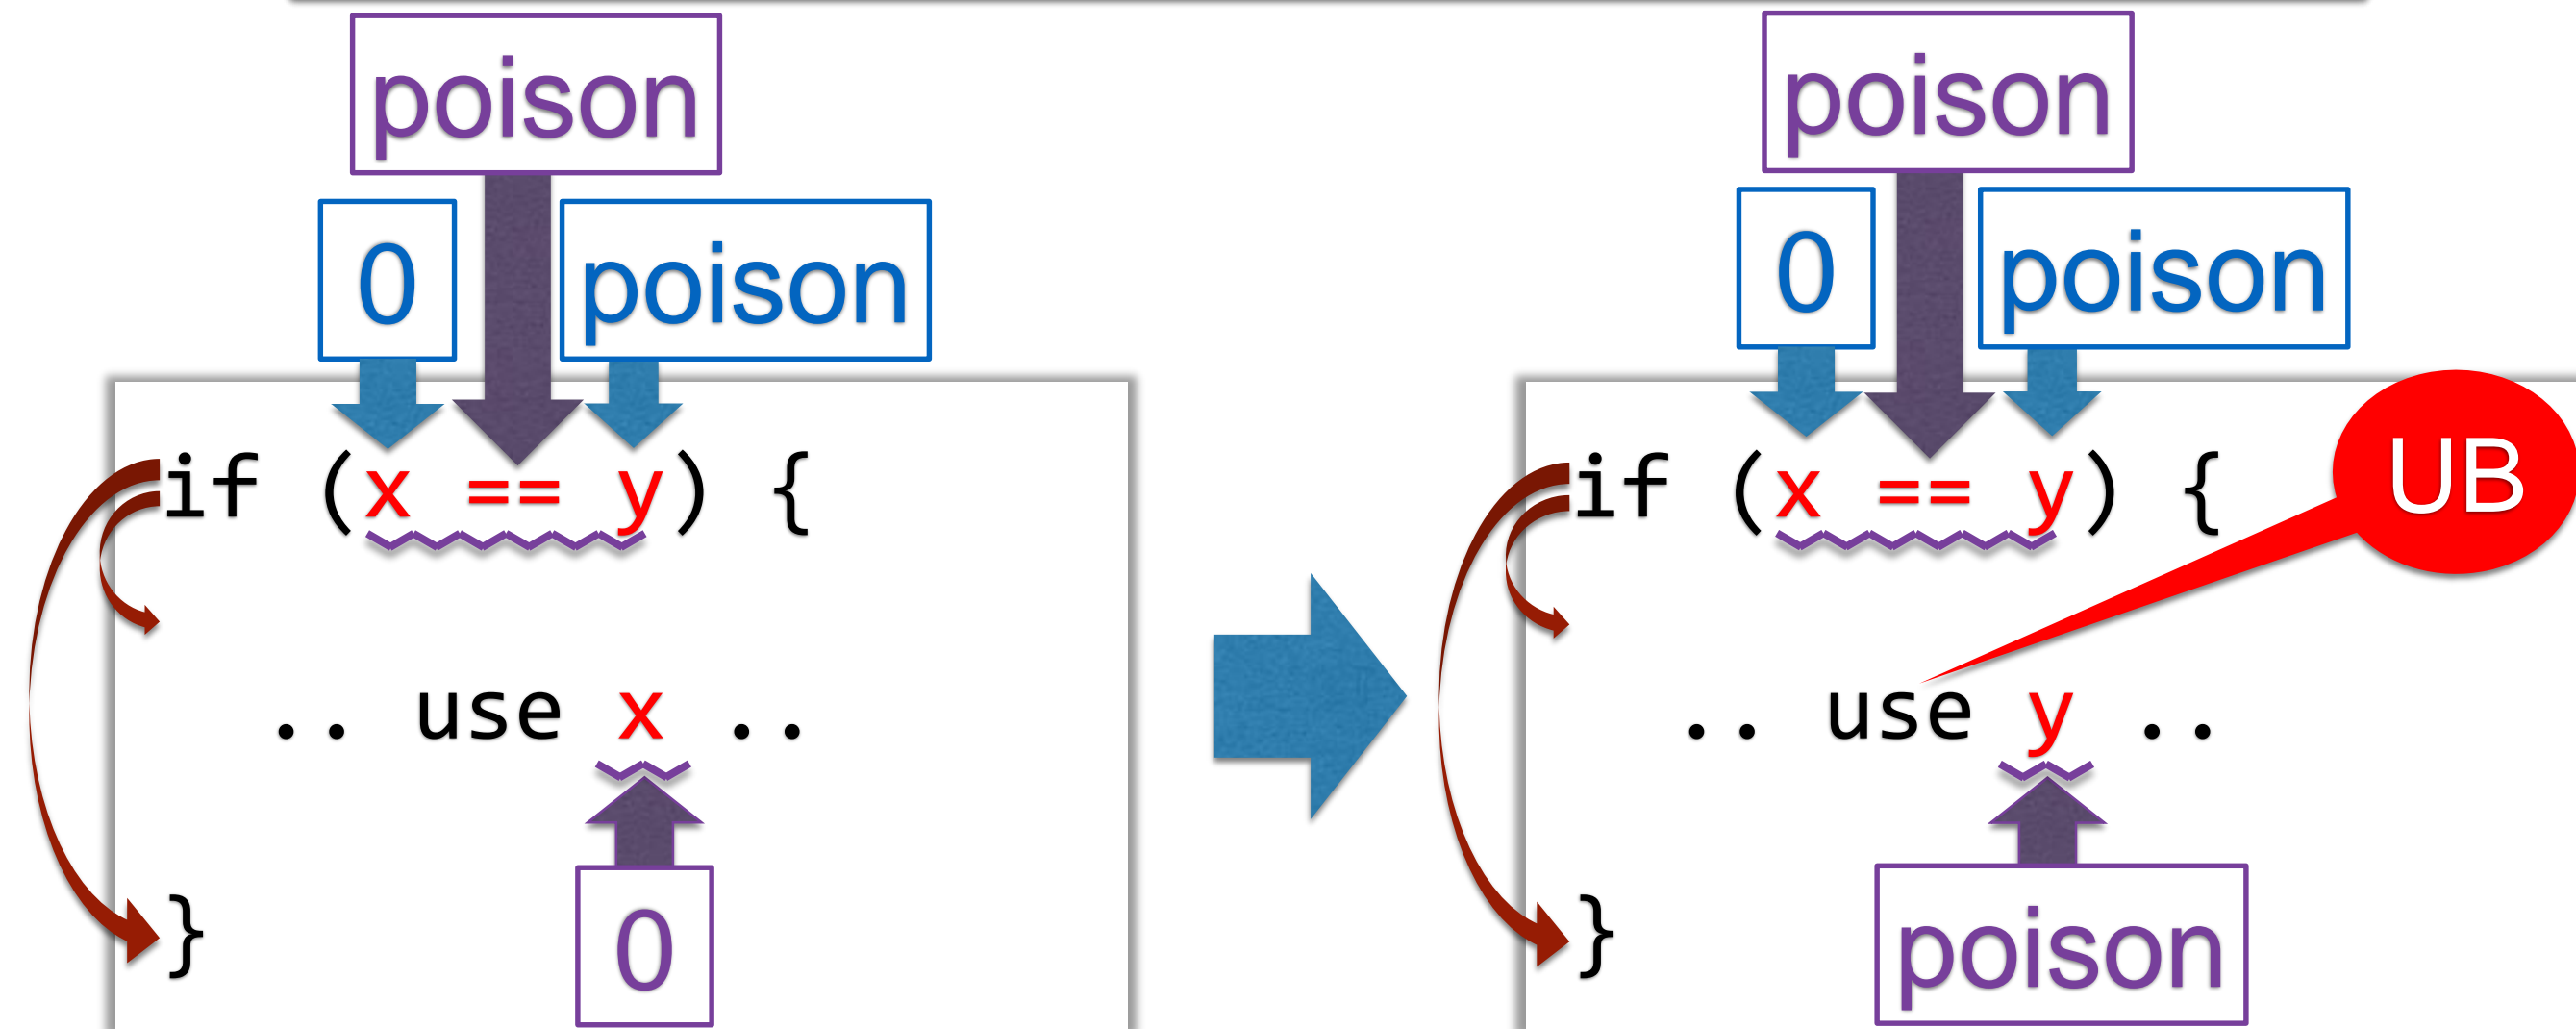 poison
0 poison
if (x == y) {
.. use x ..
0
}
poison
0 poison
UB
if (x == y) {
.. use y ..
poison
}